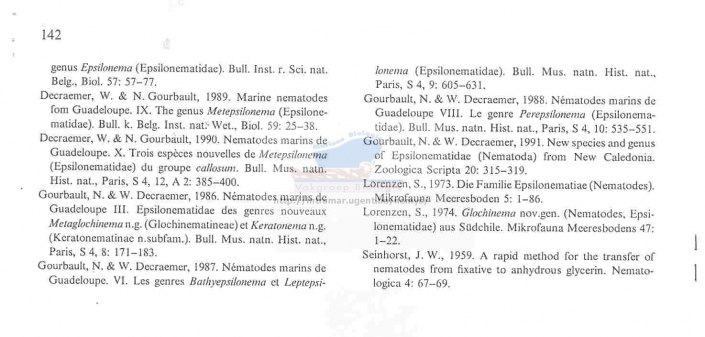 142
genus Epsilonema (Epsilonematidae). Bull. Inst. r. Sci. nat.
Belg., Biol. 57: 57–77.
Decraemer, W. & N. Gourbault, 1989. Marine nematodes
fom Guadeloupe. IX. The genus Metepsilonema (Epsilone-
matidae). Bull. k. Belg. Inst. nat. Wet., Biol. 59: 25–38.
Decraemer, W. & N. Gourbault, 1990. Nematodes marins de
Guadeloupe. X. Trois espèces nouvelles de Metepsilonema
(Epsilonematidae) du groupe callosum. Bull. Mus. natn.
Hist. nat., Paris, S 4, 12, A 2: 385–400.
Gourbault, N. & W. Decraemer, 1986. Nématodes marins de
Guadeloupe III. Epsilonematidae des genres nouveaux
Metaglochinema n.g. (Glochinematineae) et Keratonema n.g.
(Keratonematinae n.subfam.). Bull. Mus. natn. Hist. nat.,
Paris, S 4, 8: 171–183.
Gourbault, N. & W. Decraemer, 1987. Nématodes marins de
Guadeloupe. VI. Les genres Bathyepsilonema et Leptepsi-
lonema (Epsilonematidae). Bull. Mus. natn. Hist. nat.,
Paris, S 4, 9: 605–631.
Gourbault, N. & W. Decraemer, 1988. Nématodes marins de
Guadeloupe VIII. Le genre Perepsilonema (Epsilonema-
tidae). Bull. Mus. natn. Hist. nat., Paris, S 4, 10: 535–551.
Gourbault, N. & W. Decraemer, 1991. New species and genus
of Epsilonematidae (Nematoda) from New Caledonia.
Zoologica Scripta 20: 315–319.
Lorenzen, S., 1973. Die Familie Epsilonematiae (Nematodes).
Mikrofauna Meeresboden 5: 1–86.
Lorenzen, S., 1974. Glochinema nov.gen. (Nematodes, Epsi-
lonematidae) aus Südchile. Mikrofauna Meeresbodens 47:
1–22.
Seinhorst, J. W., 1959. A rapid method for the transfer of
nematodes from fixative to anhydrous glycerin. Nemato-
logica 4: 67–69.